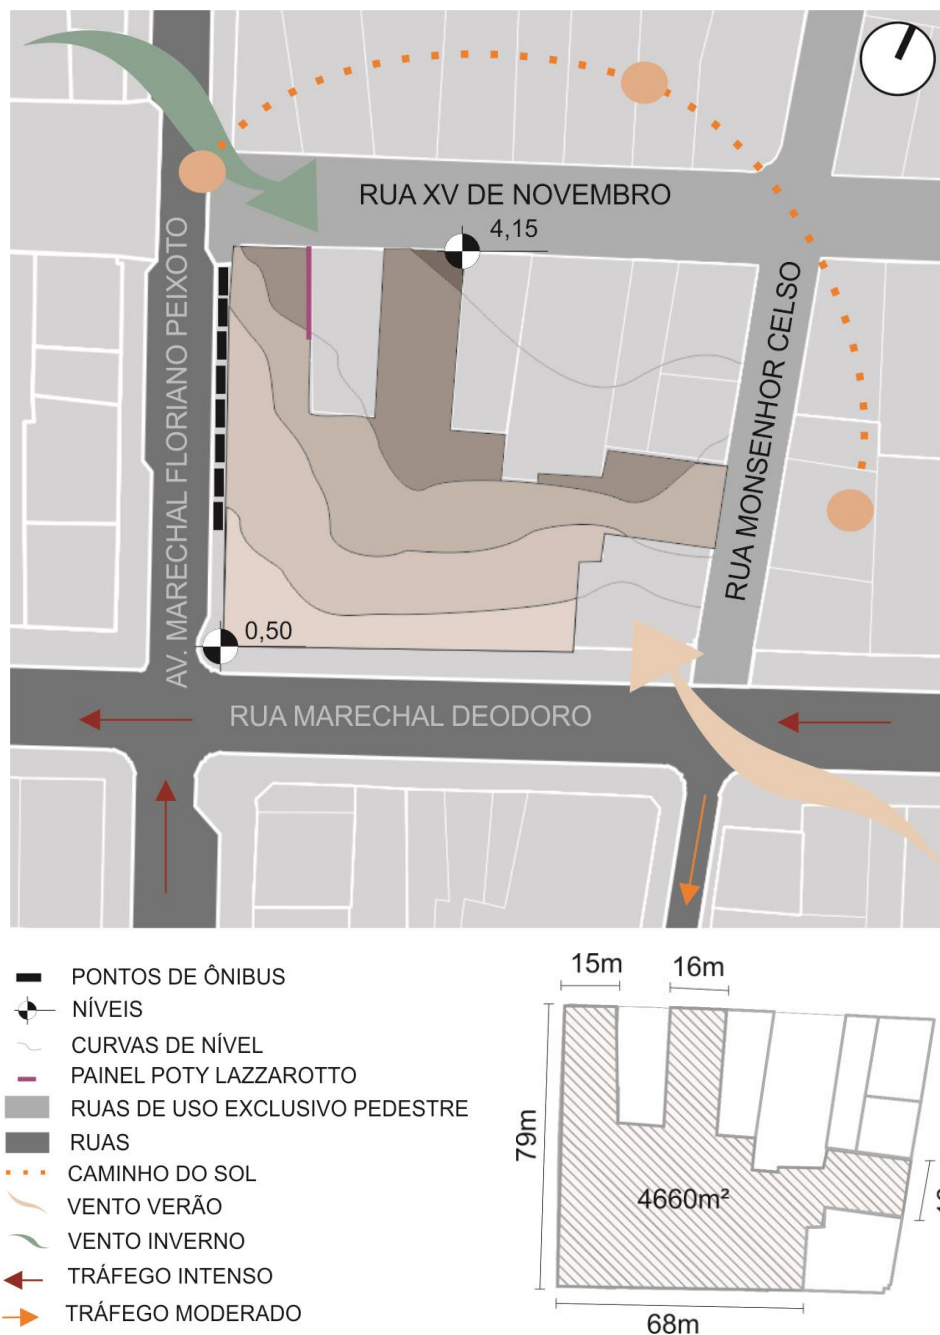 RUA XV DE NOVEMBRO
4,15
AV. MARECHAL FLORIANO PEIXOTO
RUA MONSENHOR CELSO
0,50
RUA MARECHAL DEODORO
PONTOS DE ÔNIBUS
NÍVEIS
CURVAS DE NÍVEL
PAINEL POTY LAZZAROTTO
RUAS DE USO EXCLUSIVO PEDESTRE
RUAS
CAMINHO DO SOL
VENTO VERÃO
VENTO INVERNO
TRÁFEGO INTENSO
TRÁFEGO MODERADO
15m
16m
79m
4660m²
68m